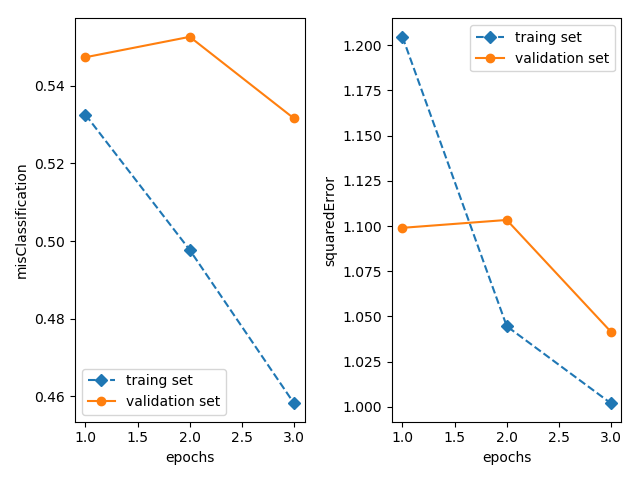 misClassification
0.54
0.52
0.50
0.48
0.46
1.0 1.5 2.0 2.5 3.0
epochs
traing set
validation set
squaredError
1.200
1.175
1.150
1.125
1.100
1.075
1.050
1.025
1.000
1.0 1.5 2.0 2.5 3.0
epochs
traing set
validation set